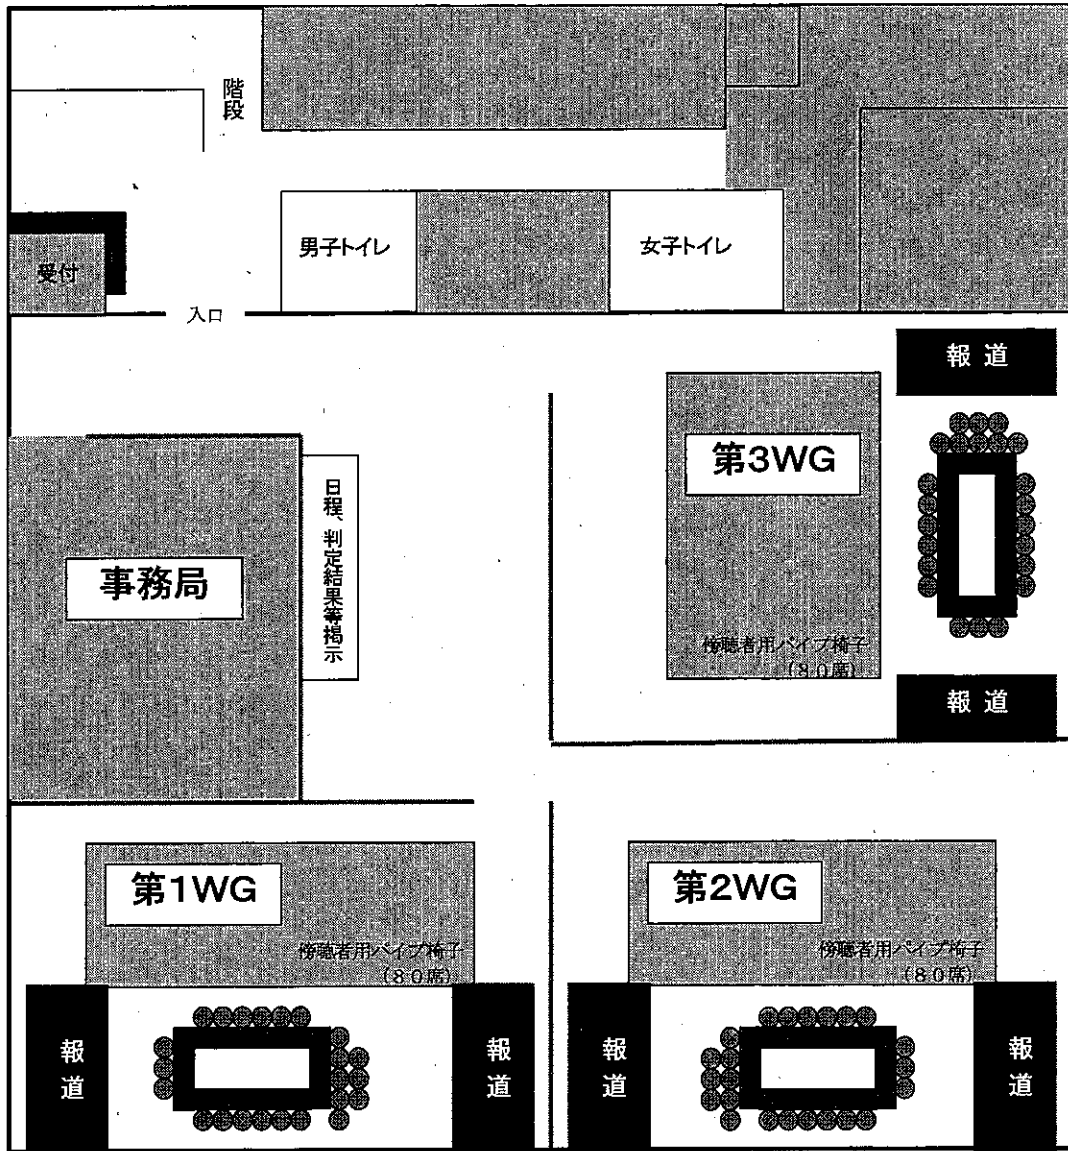 階段
男子トイレ
女子トイレ
受付
入口
報道
第3WG
日程、判定結果等掲示
事務局
傍聴者用パイプ椅子
(80席)
報道
第1WG
傍聴者用パイプ椅子
(80席)
第2WG
傍聴者用パイプ椅子
(80席)
報道
報道
報道
報道